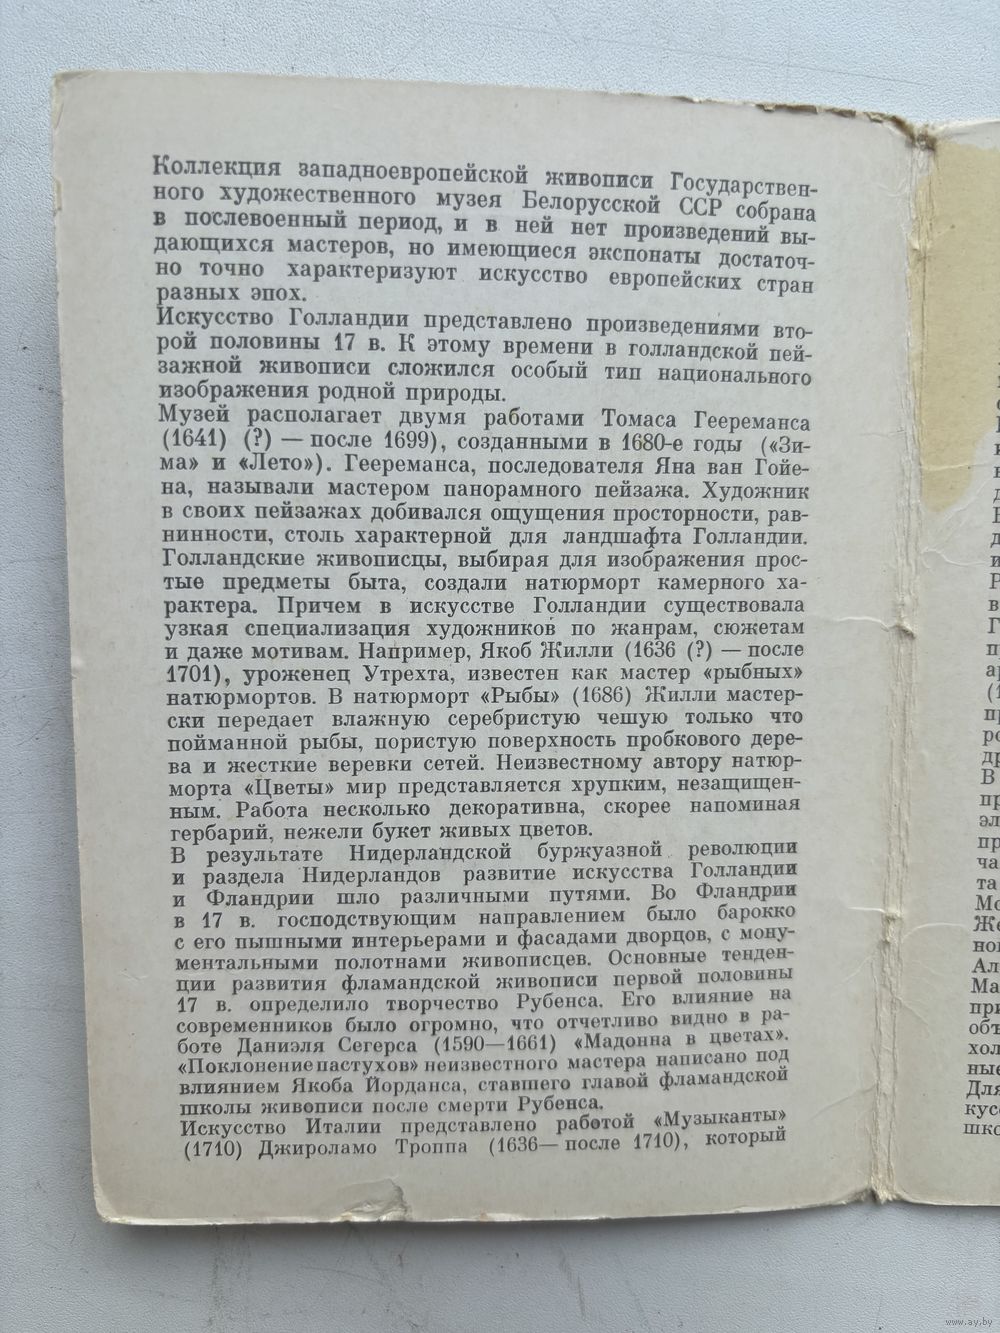 Коллекция западноевропейской живописи Государствен-
ного художественного музея Белорусской ССР собрана
в послевоенный период, и в ней нет произведений вы-
дающихся мастеров, но имеющиеся экспонаты достаточ-
но точно характеризуют искусство европейских стран
разных эпох.
Искусство Голландии представлено произведениями вто-
рой половины 17 в. К этому времени в голландской пей-
зажной живописи сложился особый тип национального
изображения родной природы.
Музей располагает двумя работами Томаса Геереманса
(1641) (?) — после 1699), созданными в 1680-е годы («Зи-
ма» и «Лето»). Геереманса, последователя Яна ван Гойе-
на, называли мастером панорамного пейзажа. Художник
в своих пейзажах добивался ощущения просторности, рав-
нинности, столь характерной для ландшафта Голландии.
Голландские живописцы, выбирая для изображения прос-
тые предметы быта, создали натюрморт камерного ха-
рактера. Причем в искусстве Голландии существовала
узкая специализация художников по жанрам, сюжетам
и даже мотивам. Например, Якоб Жилли (1636 (?) — после
1701), уроженец Утрехта, известен как мастер «рыбных»
натюрмортов. В натюрморт «Рыбы» (1686) Жилли мастер-
ски передает влажную серебристую чешую только что
пойманной рыбы, пористую поверхность пробкового дере-
ва и жесткие веревки сетей. Неизвестному автору натюр-
морта «Цветы» мир представляется хрупким, незащищен-
ным. Работа несколько декоративна, скорее напоминая
гербарий, нежели букет живых цветов.
В результате Нидерландской буржуазной революции
и раздела Нидерландов развитие искусства Голландии
и Фландрии шло различными путями. Во Фландрии
в 17 в. господствующим направлением было барокко
с его пышными интерьерами и фасадами дворцов, с мону-
ментальными полотнами живописцев. Основные тенден-
ции развития фламандской живописи первой половины
17 в. определило творчество Рубенса. Его влияние на
современников было огромно, что отчетливо видно в ра-
боте Даниэля Сегерса (1590—1661) «Мадонна в цветах».
«Поклонение пастухов» неизвестного мастера написано под
влиянием Якоба Йорданса, ставшего главой фламандской
школы живописи после смерти Рубенса.
Искусство Италии представлено работой «Музыканты»
(1710) Джироламо Троппа (1636— после 1710), который
www.ay.by